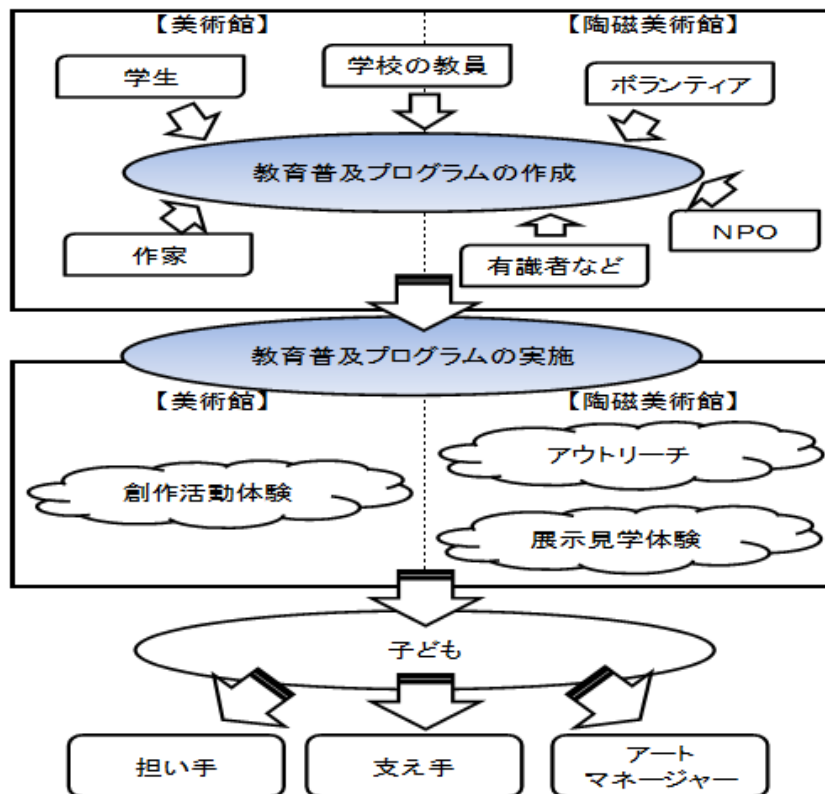 【美術館】
【陶磁美術館】
学生
学校の教員
ボランティア
教育普及プログラムの作成
作家
有識者など
NPO
教育普及プログラムの実施
【美術館】
【陶磁美術館】
創作活動体験
アウトリーチ
展示見学体験
子ども
担い手
支え手
アート
マネージャー